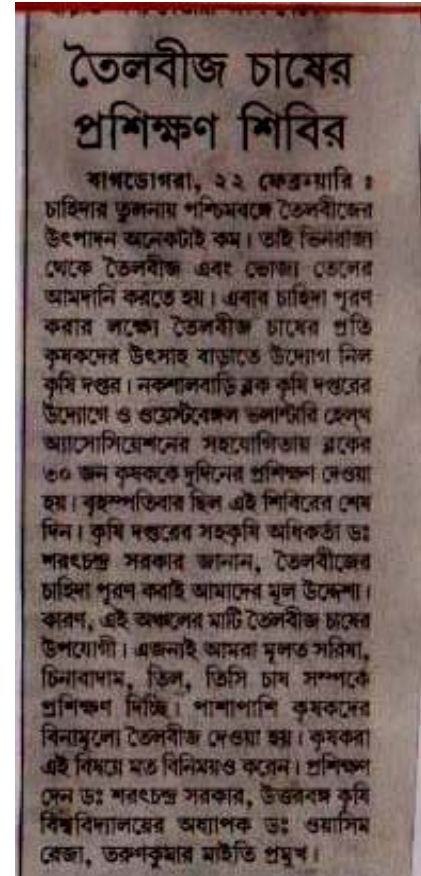 তৈলবীজ চাষের
প্রশিক্ষণ শিবির
বাগডোগরা, ২২ ফেব্রুয়ারি :
চাহিদার তুলনায় পশ্চিমবঙ্গে তৈলবীজের
উৎপাদন অনেকটাই কম। তাই ভিনরাজ্য
থেকে তৈলবীজ এবং ভোজ্য তেলের
আমদানি করতে হয়। এবার চাহিদা পূরণ
করার লক্ষ্যে তৈলবীজ চাষের প্রতি
কৃষকদের উৎসাহ বাড়াতে উদ্যোগ নিল
কৃষি দপ্তর। নকশালবাড়ি ব্লক কৃষি দপ্তরের
উদ্যোগে ও ওয়েস্টবেঙ্গল ভলান্টারি হেল্থ
অ্যাসোসিয়েশনের সহযোগিতায় ব্লকের
৩০ জন কৃষককে দুদিনের প্রশিক্ষণ দেওয়া
হয়। বৃহস্পতিবার ছিল এই শিবিরের শেষ
দিন। কৃষি দপ্তরের সহকৃষি অধিকর্তা ডঃ
শরৎচন্দ্র সরকার জানান, তৈলবীজের
চাহিদা পূরণ করাই আমাদের মূল উদ্দেশ্য।
কারণ, এই অঞ্চলের মাটি তৈলবীজ চাষের
উপযোগী। এজন্যই আমরা মূলত সরিষা,
চিনাবাদাম, তিল, তিসি চাষ সম্পর্কে
প্রশিক্ষণ দিচ্ছি। পাশাপাশি কৃষকদের
বিনামূল্যে তৈলবীজ দেওয়া হয়। কৃষকরা
এই বিষয়ে মত বিনিময়ও করেন। প্রশিক্ষণ
দেন ডঃ শরৎচন্দ্র সরকার, উত্তরবঙ্গ কৃষি
বিশ্ববিদ্যালয়ের অধ্যাপক ডঃ ওয়াসিম
রেজা, তরুণকুমার মাইতি প্রমুখ।